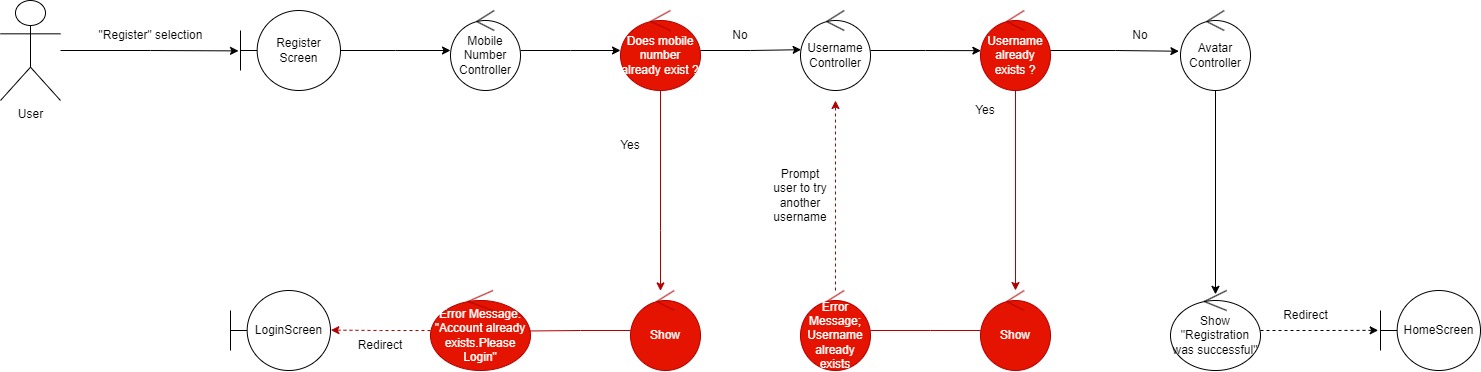 "Register" selection
User
Register
Screen
Mobile
Number
Controller
Does mobile
number
already exist ?
No
Username
Controller
Username
already
exists ?
No
Avatar
Controller
Yes
Yes
Prompt
user to try
another
username
LoginScreen
Redirect
Error Message:
"Account already
exists.Please
Login"
Show
Error
Message;
Username
already
exists
Show
Show
"Registration
was successful"
Redirect
HomeScreen